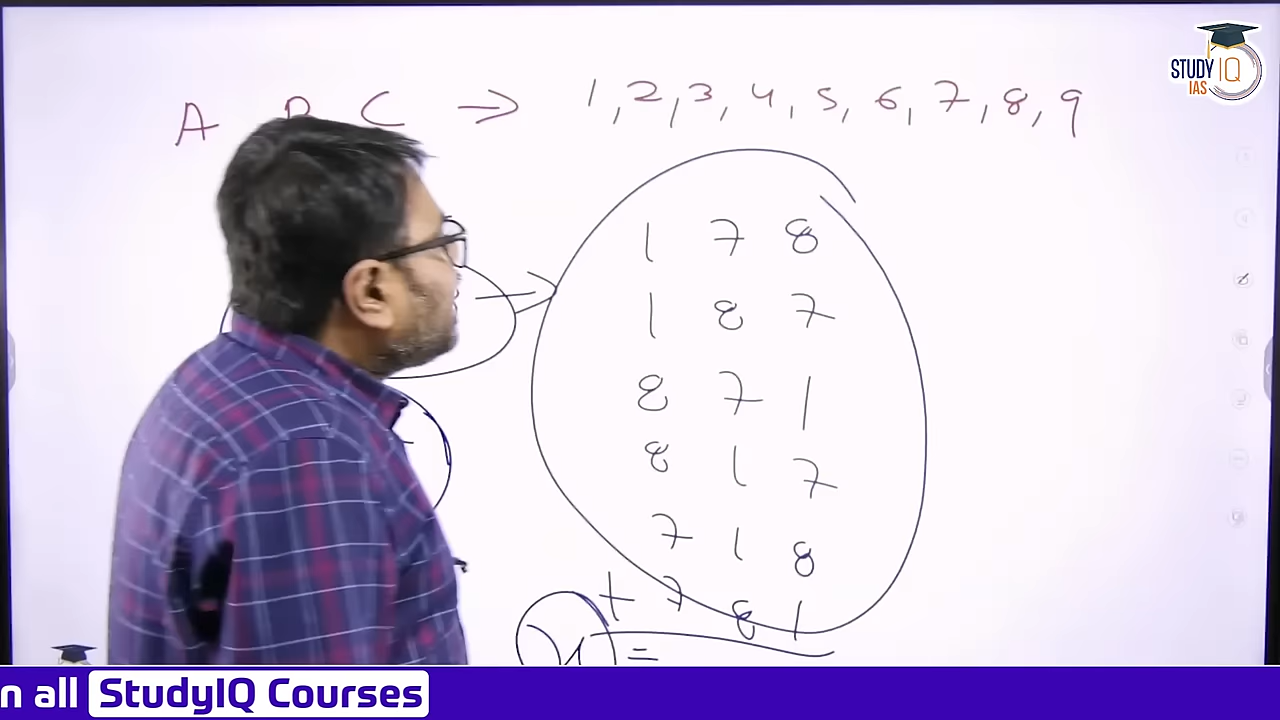 A B C → 1, 2, 3, 4, 5, 6, 7, 8, 9
STUDY IQ
IAS
1 7 8
1 8 7
8 7 1
8 1 7
7 1 8
+ 7 8 1
=
n all StudyIQ Courses